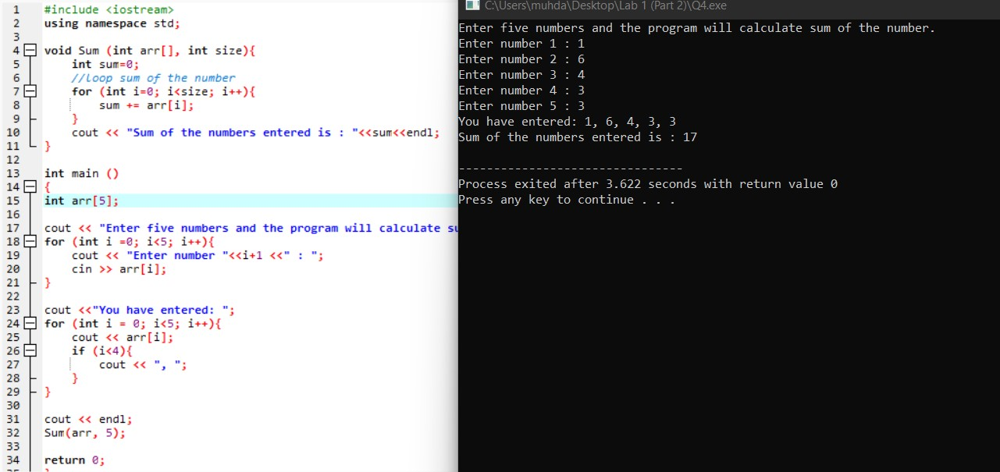 1 #include <iostream>
2 using namespace std;
3
4 void Sum (int arr[], int size){
5 int sum=0;
6 //loop sum of the number
7 for (int i=0; i<size; i++){
8 sum += arr[i];
9 }
10 cout << "Sum of the numbers entered is : "<<sum<<endl;
11 }
12
13 int main ()
14 {
15 int arr[5];
16
17 cout << "Enter five numbers and the program will calculate su
18 for (int i =0; i<5; i++){
19 cout << "Enter number "<<i+1 <<" : ";
20 cin >> arr[i];
21 }
22
23 cout <<"You have entered: ";
24 for (int i = 0; i<5; i++){
25 cout << arr[i];
26 if (i<4){
27 cout << ", ";
28 }
29 }
30
31 cout << endl;
32 Sum(arr, 5);
33
34 return 0;
C:\Users\muhda\Desktop\Lab 1 (Part 2)\Q4.exe
Enter five numbers and the program will calculate sum of the number.
Enter number 1 : 1
Enter number 2 : 6
Enter number 3 : 4
Enter number 4 : 3
Enter number 5 : 3
You have entered: 1, 6, 4, 3, 3
Sum of the numbers entered is : 17
--------------------------------
Process exited after 3.622 seconds with return value 0
Press any key to continue . . .